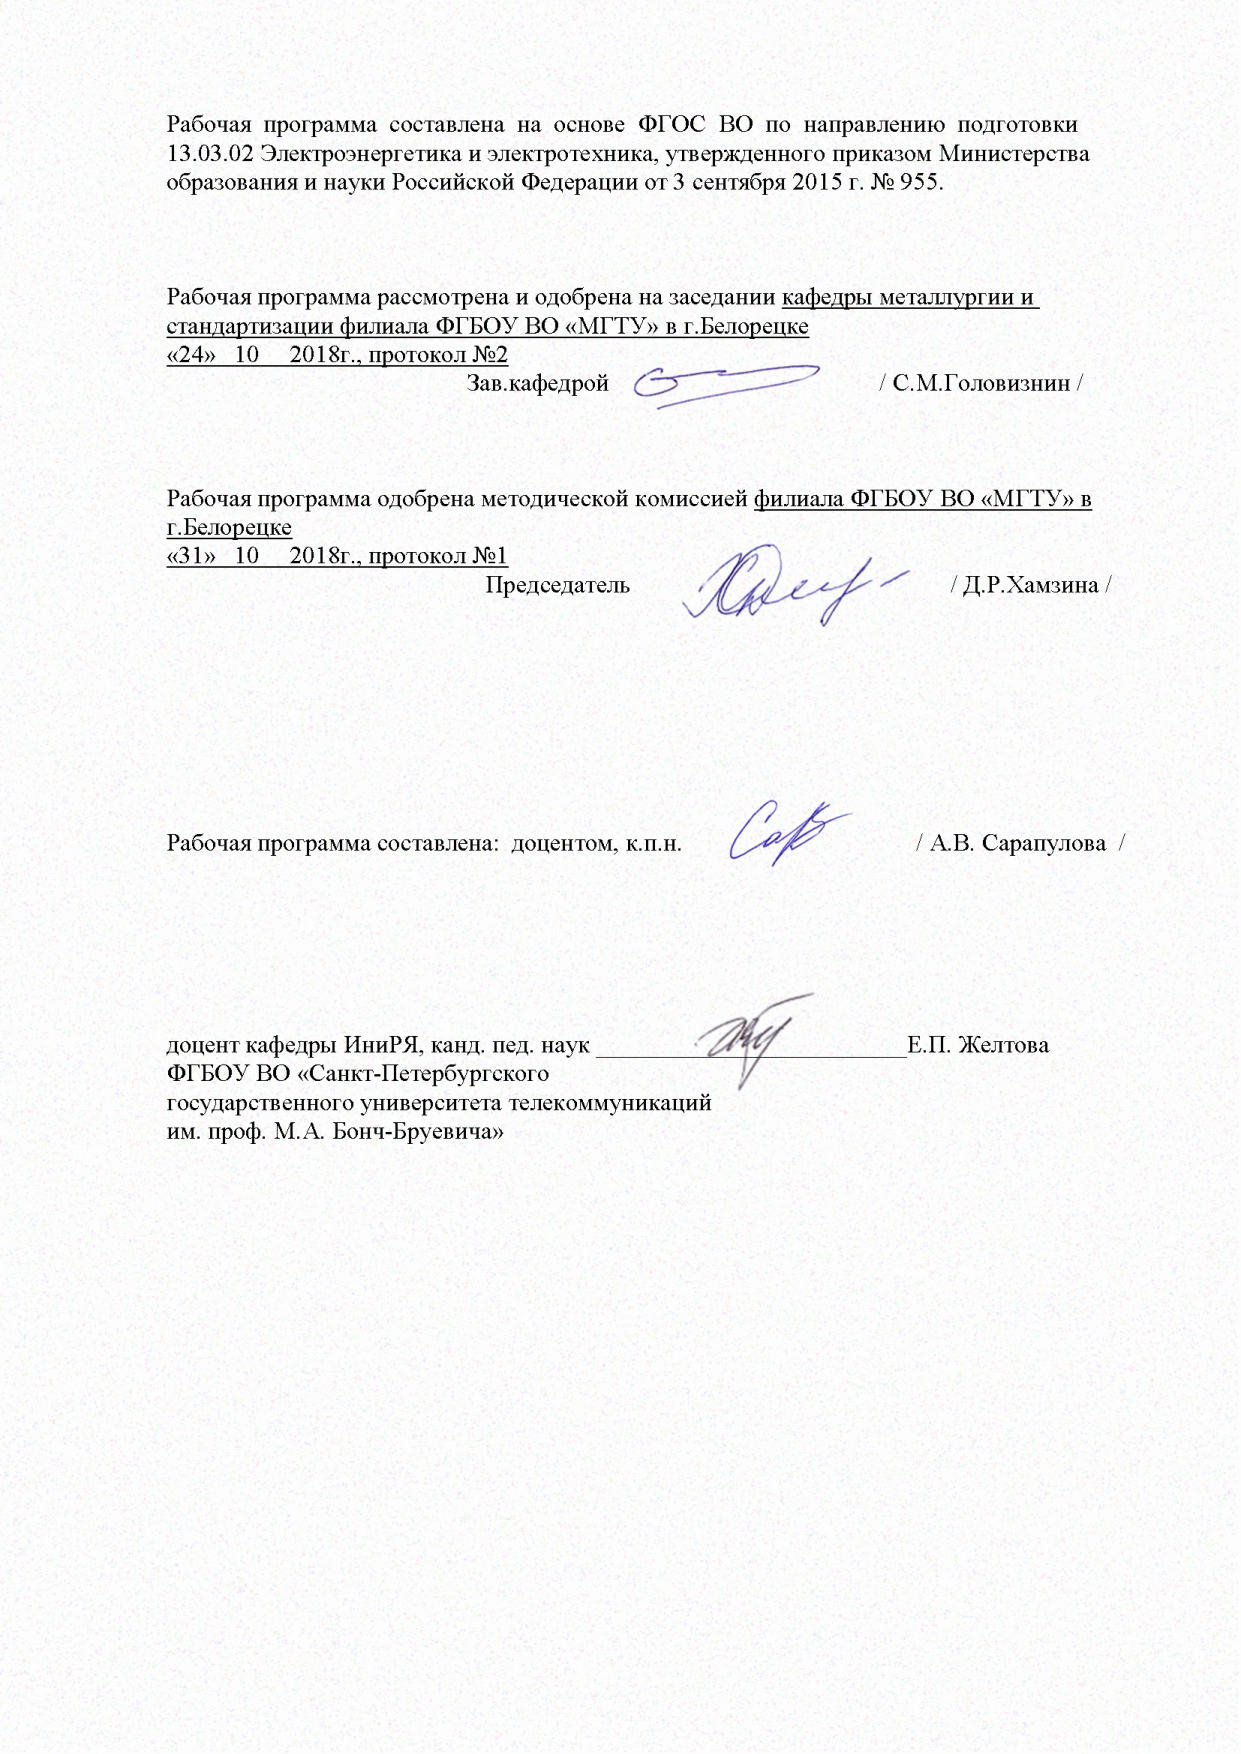 Рабочая программа составлена на основе ФГОС ВО по направлению подготовки
13.03.02 Электроэнергетика и электротехника, утвержденного приказом Министерства
образования и науки Российской Федерации от 3 сентября 2015 г. № 955.
Рабочая программа рассмотрена и одобрена на заседании кафедры металлургии и
стандартизации филиала ФГБОУ ВО «МГТУ» в г.Белорецке
«24» 10 2018г., протокол №2
Зав.кафедрой / С.М.Головизнин /
Рабочая программа одобрена методической комиссией филиала ФГБОУ ВО «МГТУ» в
г.Белорецке
«31» 10 2018г., протокол №1
Председатель / Д.Р.Хамзина /
Рабочая программа составлена: доцентом, к.п.н. / А.В. Сарапулова /
доцент кафедры ИниРЯ, канд. пед. наук __________________________Е.П. Желтова
ФГБОУ ВО «Санкт-Петербургского
государственного университета телекоммуникаций
им. проф. М.А. Бонч-Бруевича»